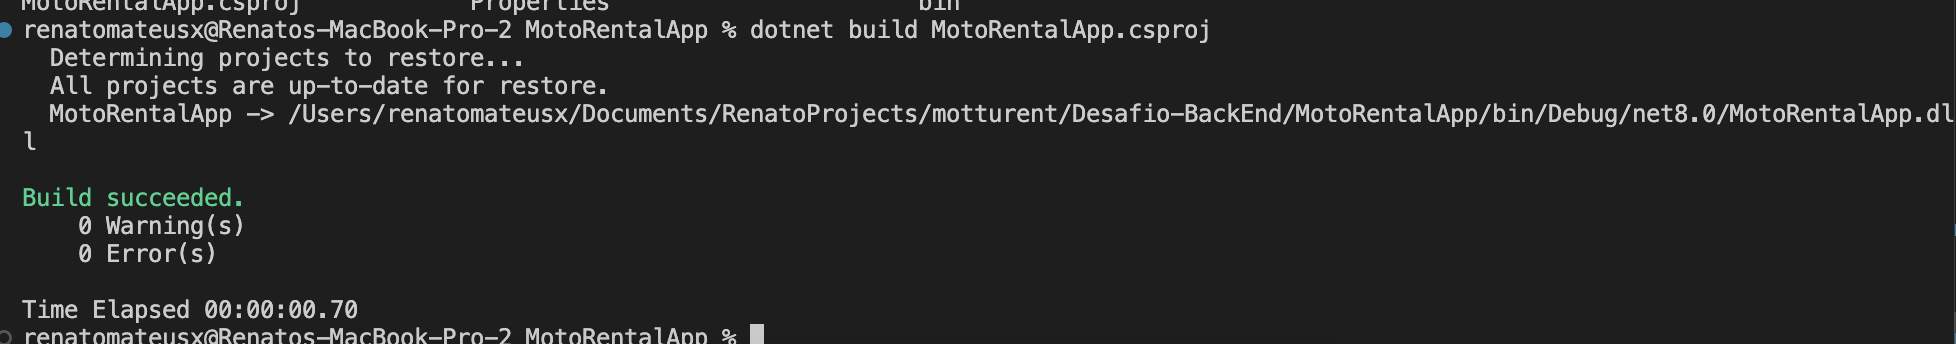 MotoRentalApp.csproj Properties bin
renatomateusx@Renatos-MacBook-Pro-2 MotoRentalApp % dotnet build MotoRentalApp.csproj
Determining projects to restore...
All projects are up-to-date for restore.
MotoRentalApp -> /Users/renatomateusx/Documents/RenatoProjects/motturent/Desafio-BackEnd/MotoRentalApp/bin/Debug/net8.0/MotoRentalApp.dl
l
Build succeeded.
0 Warning(s)
0 Error(s)
Time Elapsed 00:00:00.70
renatomateusx@Renatos-MacBook-Pro-2 MotoRentalApp %